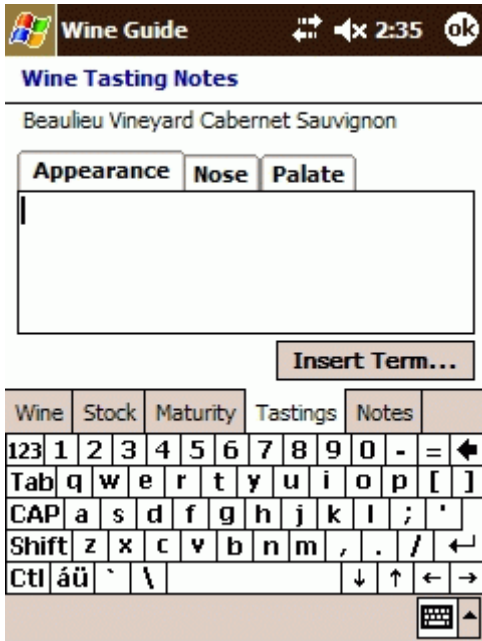 Wine Guide 2:35 ok
Wine Tasting Notes
Beaulieu Vineyard Cabernet Sauvignon
Appearance Nose Palate
Insert Term...
Wine Stock Maturity Tastings Notes
123 1 2 3 4 5 6 7 8 9 0 - =
Tab q w e r t y u i o p [ ]
CAP a s d f g h j k l ; '
Shift z x c v b n m , . /
Ctl áü ` \ ↓ ↑ ← →